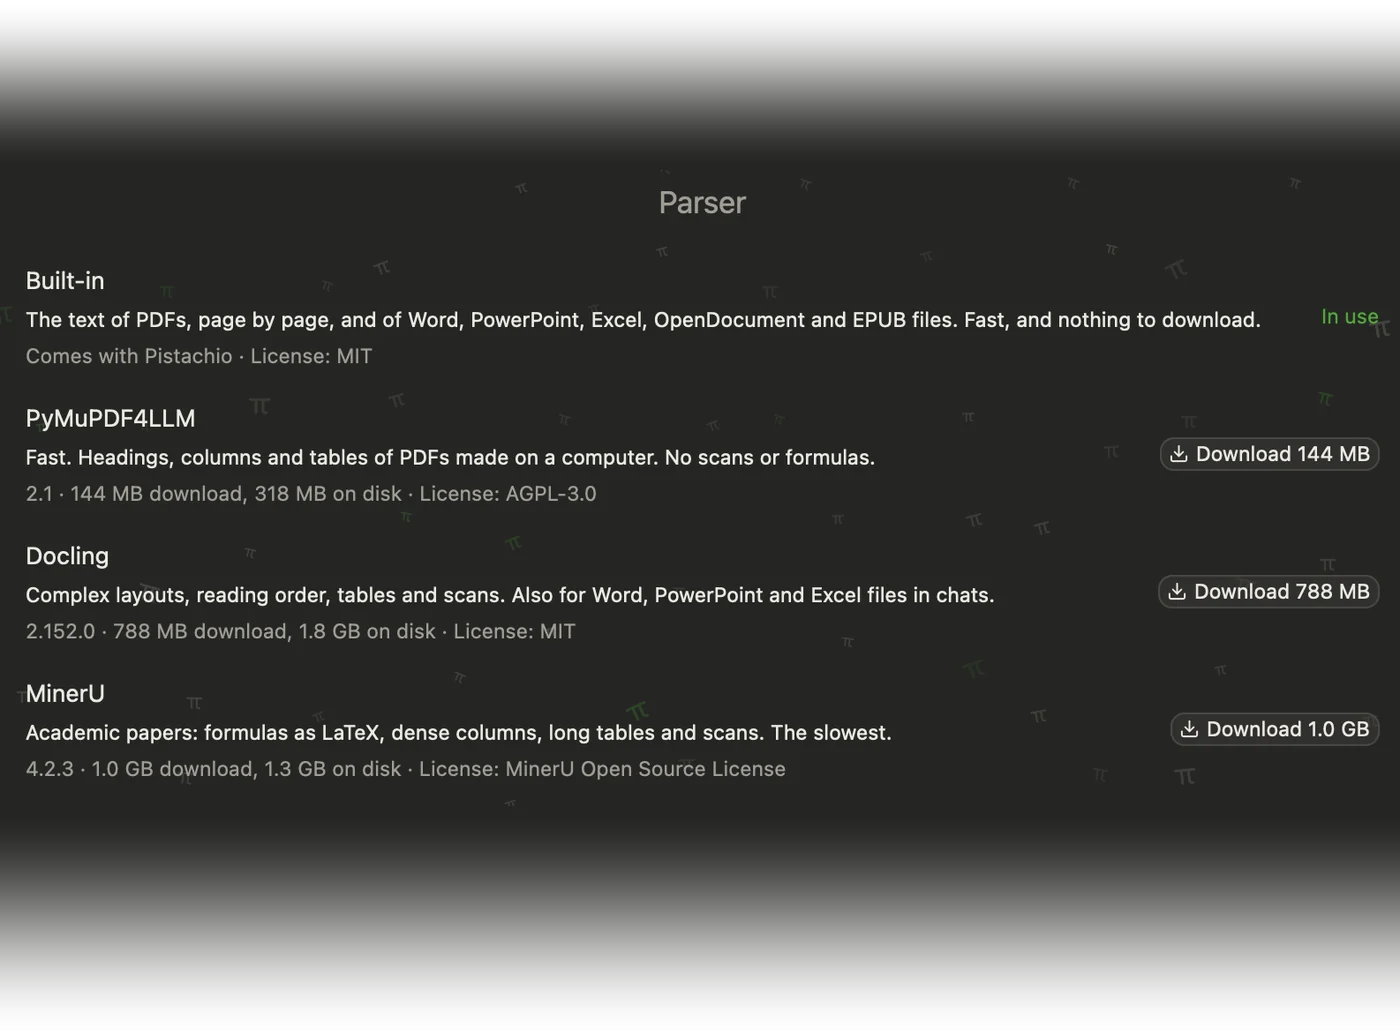 Parser
Built-in
The text of PDFs, page by page, and of Word, PowerPoint, Excel, OpenDocument and EPUB files. Fast, and nothing to download.
In use
Comes with Pistachio · License: MIT
PyMuPDF4LLM
Fast. Headings, columns and tables of PDFs made on a computer. No scans or formulas.
Download 144 MB
2.1 · 144 MB download, 318 MB on disk · License: AGPL-3.0
Docling
Complex layouts, reading order, tables and scans. Also for Word, PowerPoint and Excel files in chats.
Download 788 MB
2.152.0 · 788 MB download, 1.8 GB on disk · License: MIT
MinerU
Academic papers: formulas as LaTeX, dense columns, long tables and scans. The slowest.
Download 1.0 GB
4.2.3 · 1.0 GB download, 1.3 GB on disk · License: MinerU Open Source License